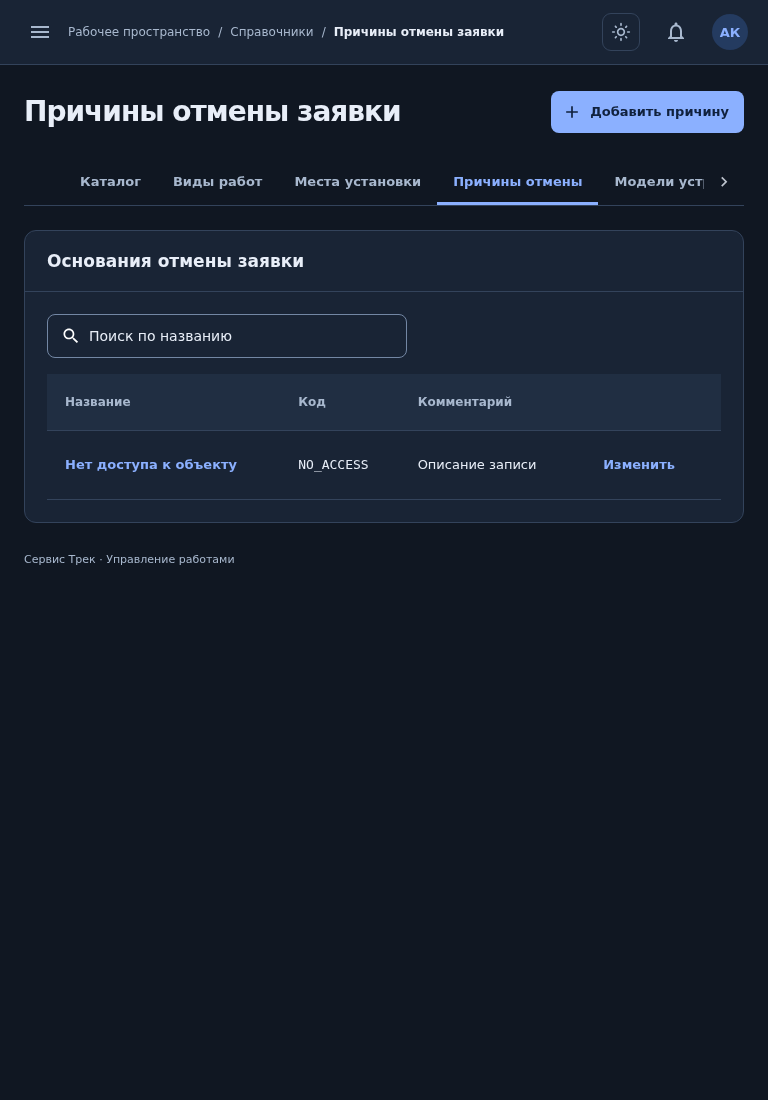 Рабочее пространство / Справочники / Причины отмены заявки
АК
Причины отмены заявки
Добавить причину
Каталог Виды работ Места установки Причины отмены Модели уст
Основания отмены заявки
Поиск по названию
Название Код Комментарий
Нет доступа к объекту NO_ACCESS Описание записи Изменить
Сервис Трек · Управление работами